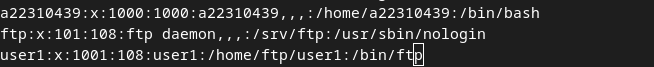 a22310439:x:1000:1000:a22310439,,,:/home/a22310439:/bin/bash
ftp:x:101:108:ftp daemon,,,:/srv/ftp:/usr/sbin/nologin
user1:x:1001:108:user1:/home/ftp/user1:/bin/ftp